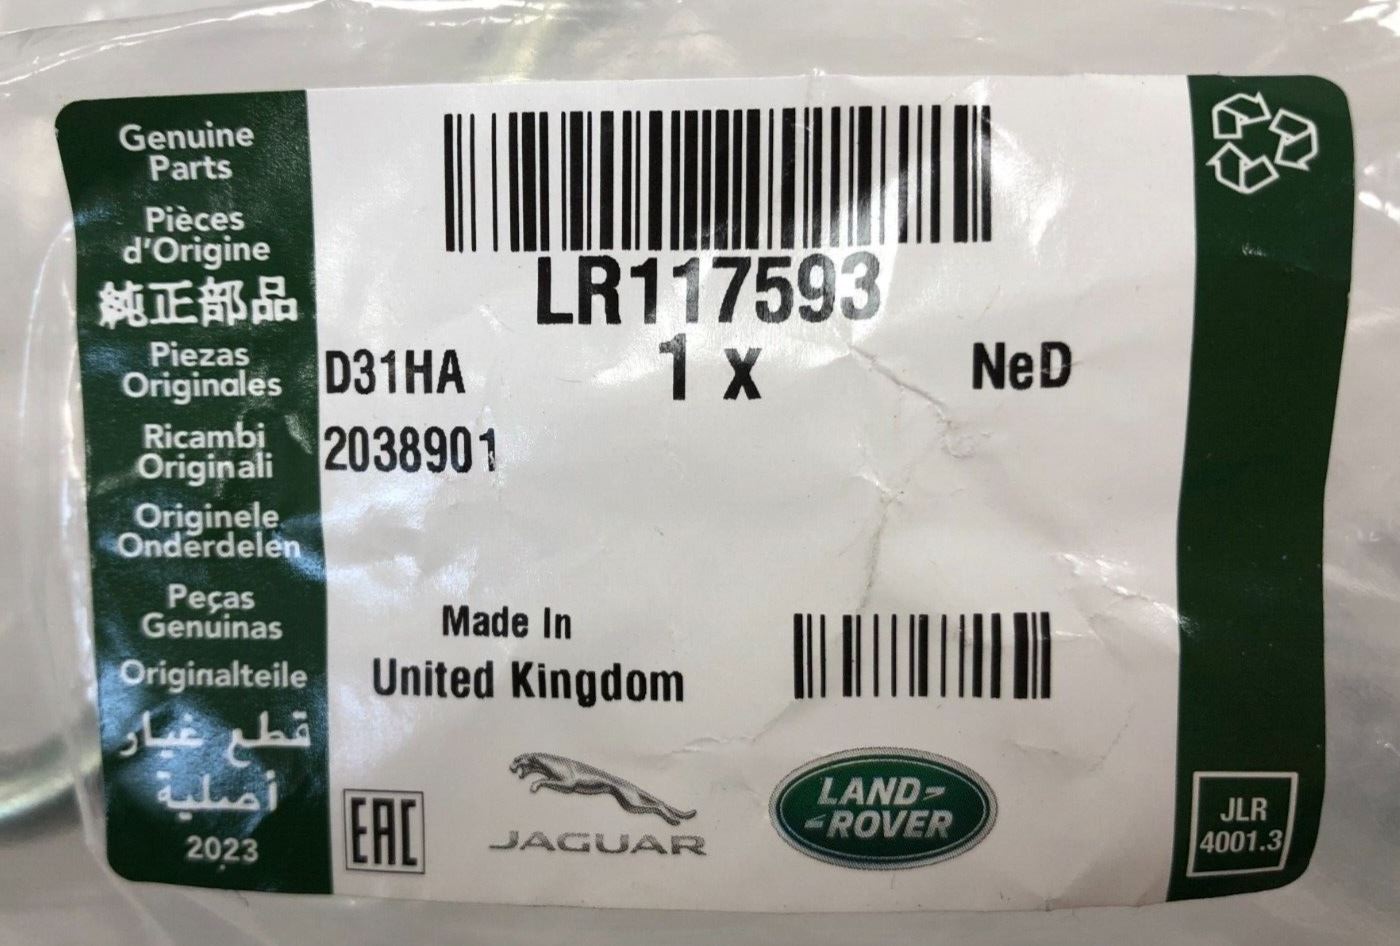 Genuine
Parts
Pièces
d'Origine
純正部品
Piezas
Originales
Ricambi
Originali
Originele
Onderdelen
Peças
Genuinas
Originalteile
قطع غيار
أصلية
2023
LR117593
D31HA 1 x NeD
2038901
Made In
United Kingdom
EAC
JAGUAR
LAND-
-ROVER
JLR
4001.3